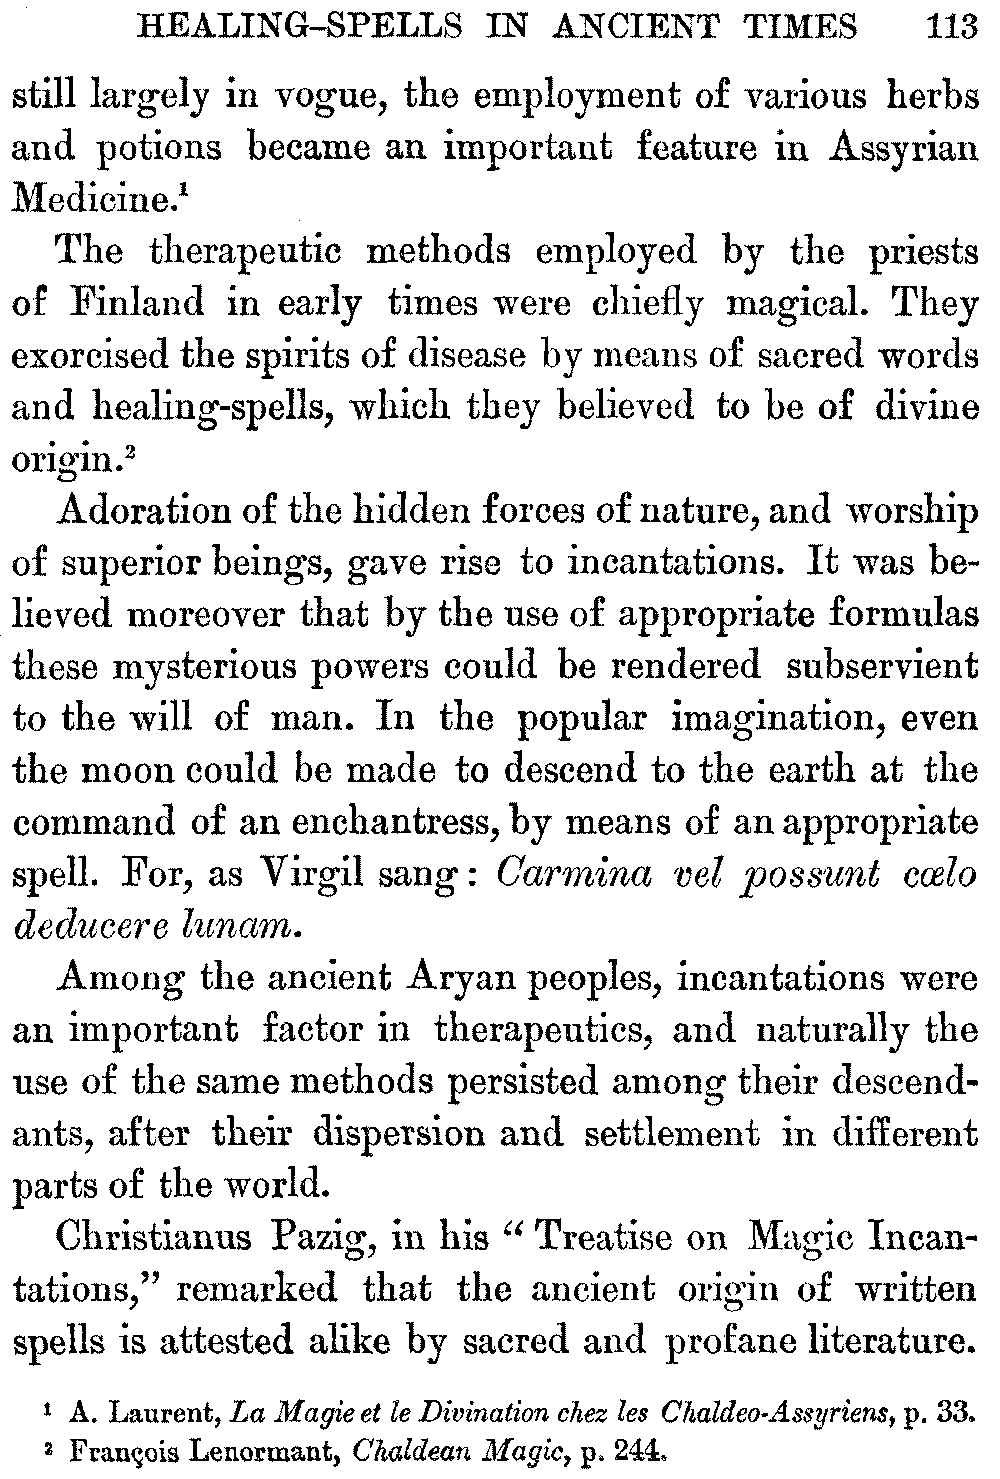 HEALING-SPELLS IN ANCIENT TIMES 113
still largely in vogue, the employment of various herbs
and potions became an important feature in Assyrian
Medicine.¹
The therapeutic methods employed by the priests
of Finland in early times were chiefly magical. They
exorcised the spirits of disease by means of sacred words
and healing-spells, which they believed to be of divine
origin.²
Adoration of the hidden forces of nature, and worship
of superior beings, gave rise to incantations. It was be-
lieved moreover that by the use of appropriate formulas
these mysterious powers could be rendered subservient
to the will of man. In the popular imagination, even
the moon could be made to descend to the earth at the
command of an enchantress, by means of an appropriate
spell. For, as Virgil sang: Carmina vel possunt cœlo
deducere lunam.
Among the ancient Aryan peoples, incantations were
an important factor in therapeutics, and naturally the
use of the same methods persisted among their descend-
ants, after their dispersion and settlement in different
parts of the world.
Christianus Pazig, in his “Treatise on Magic Incan-
tations,” remarked that the ancient origin of written
spells is attested alike by sacred and profane literature.
¹ A. Laurent, La Magie et le Divination chez les Chaldeo-Assyriens, p. 33.
² François Lenormant, Chaldean Magic, p. 244.